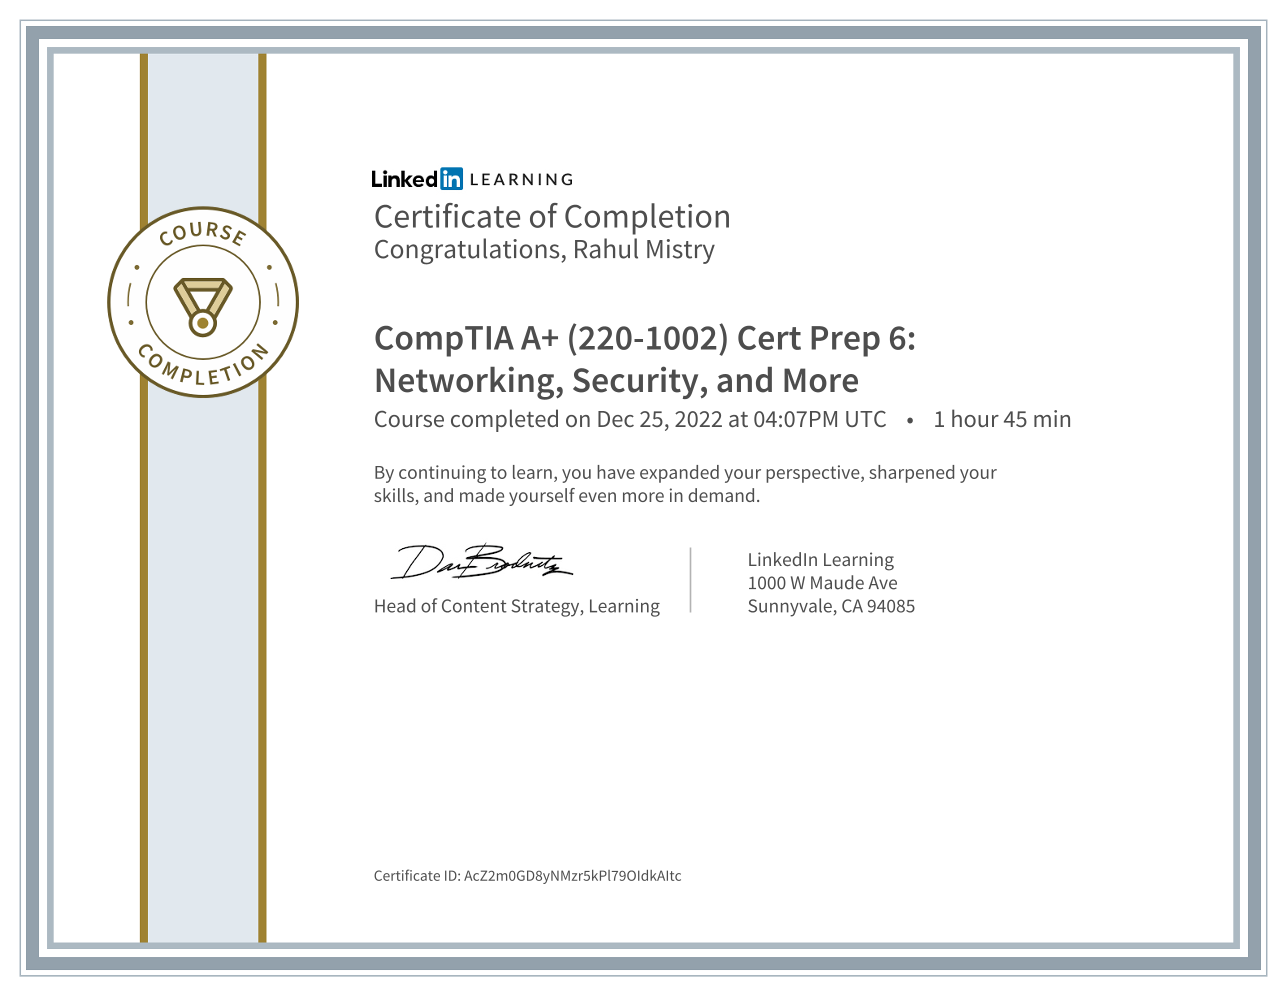 COURSE
COMPLETION
Linked in LEARNING
Certificate of Completion
Congratulations, Rahul Mistry
CompTIA A+ (220-1002) Cert Prep 6:
Networking, Security, and More
Course completed on Dec 25, 2022 at 04:07PM UTC • 1 hour 45 min
By continuing to learn, you have expanded your perspective, sharpened your
skills, and made yourself even more in demand.
Dan Brodnitz
Head of Content Strategy, Learning
LinkedIn Learning
1000 W Maude Ave
Sunnyvale, CA 94085
Certificate ID: AcZ2m0GD8yNMzr5kPl79OIdkAItc